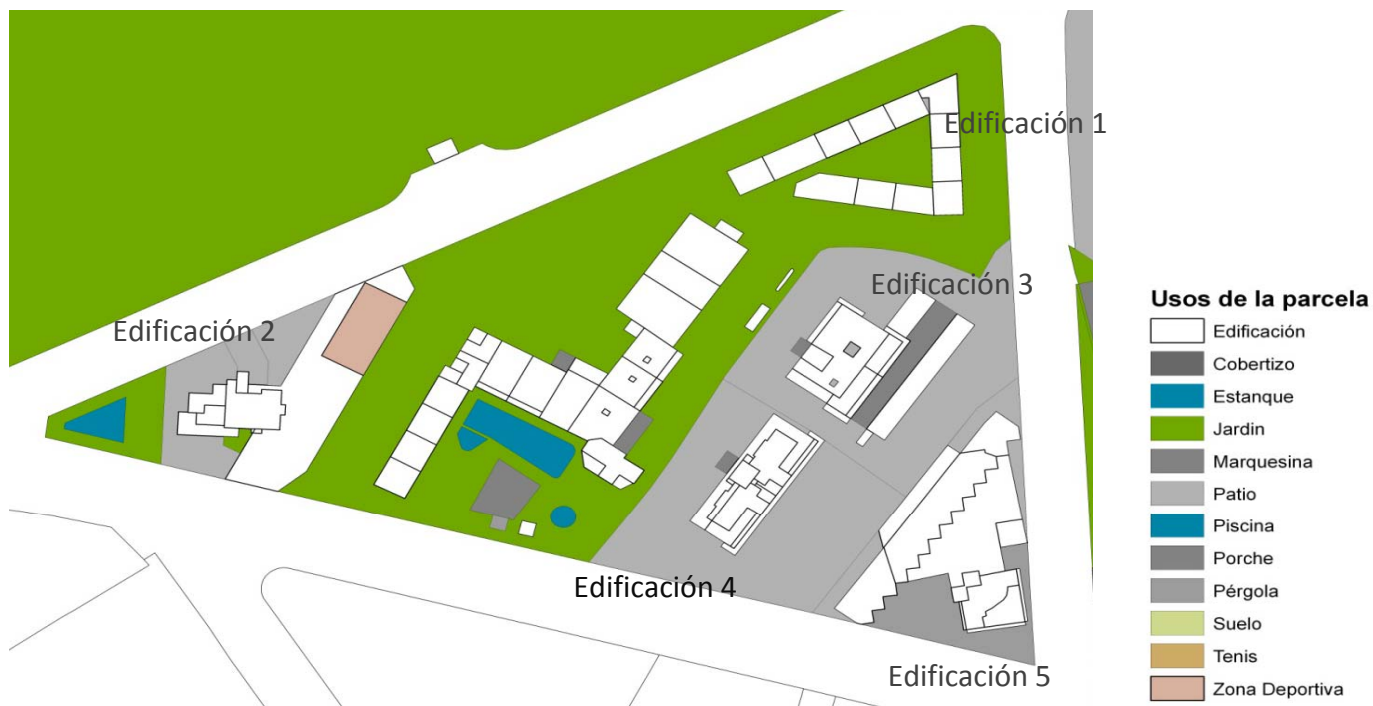 Edificación 1
Edificación 2
Edificación 3
Edificación 4
Edificación 5
Usos de la parcela
Edificación
Cobertizo
Estanque
Jardin
Marquesina
Patio
Piscina
Porche
Pérgola
Suelo
Tenis
Zona Deportiva